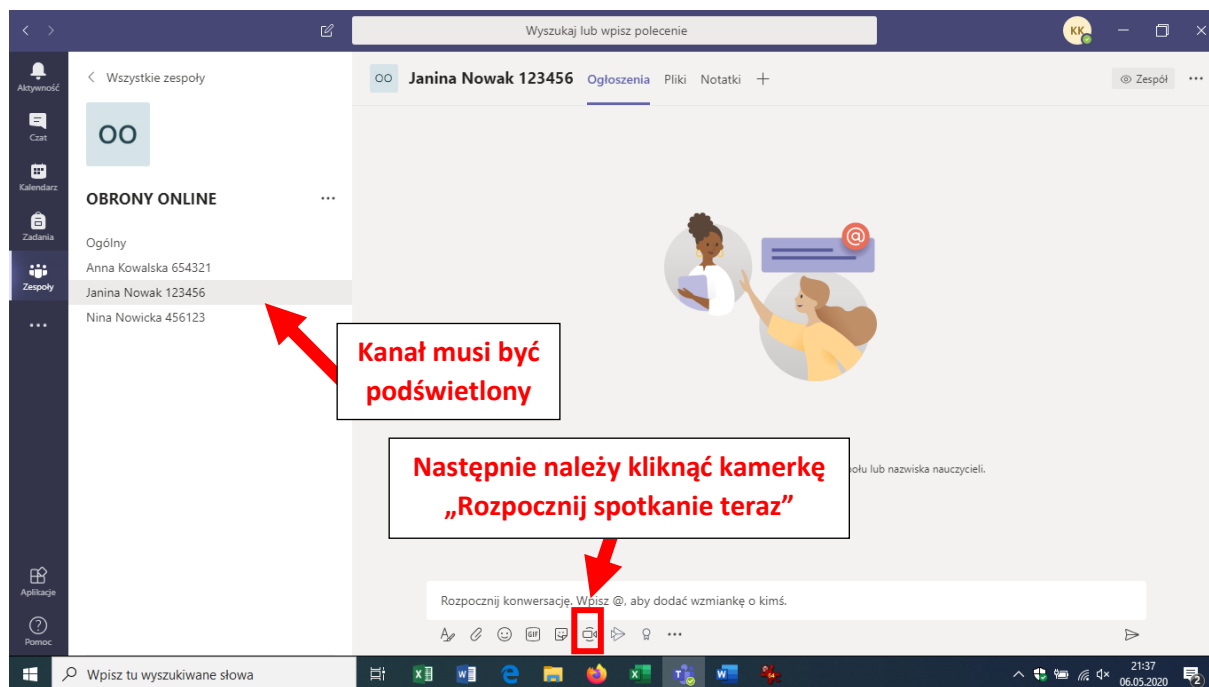 Wyszukaj lub wpisz polecenie
KK
Aktywność
Czat
Kalendarz
Zadania
Zespoły
Aplikacje
Pomoc
Wszystkie zespoły
OO
OBRONY ONLINE
Ogólny
Anna Kowalska 654321
Janina Nowak 123456
Nina Nowicka 456123
OO Janina Nowak 123456 Ogłoszenia Pliki Notatki
Zespół
Kanał musi być
podświetlony
Następnie należy kliknąć kamerkę
„Rozpocznij spotkanie teraz”
lub nazwiska nauczycieli.
Rozpocznij konwersację. Wpisz @, aby dodać wzmiankę o kimś.
GIF
Wpisz tu wyszukiwane słowa
21:37
06.05.2020
2